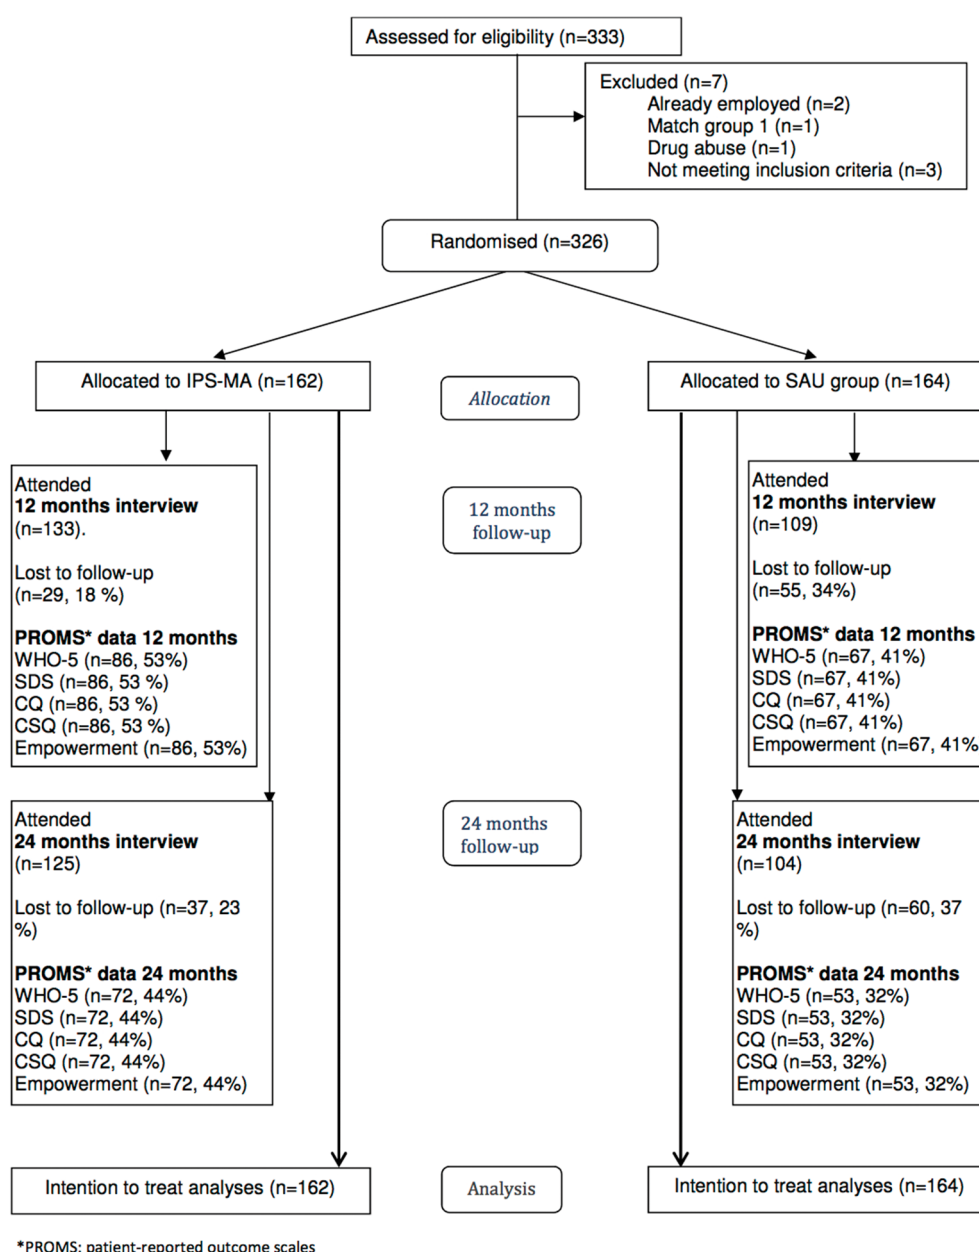 Assessed for eligibility (n=333)
Excluded (n=7)
Already employed (n=2)
Match group 1 (n=1)
Drug abuse (n=1)
Not meeting inclusion criteria (n=3)
Randomised (n=326)
Allocated to IPS-MA (n=162)
Allocation
Allocated to SAU group (n=164)
Attended
12 months interview
(n=133).
Lost to follow-up
(n=29, 18 %)
PROMS* data 12 months
WHO-5 (n=86, 53%)
SDS (n=86, 53 %)
CQ (n=86, 53 %)
CSQ (n=86, 53 %)
Empowerment (n=86, 53%)
12 months
follow-up
Attended
12 months interview
(n=109)
Lost to follow-up
(n=55, 34%)
PROMS* data 12 months
WHO-5 (n=67, 41%)
SDS (n=67, 41%)
CQ (n=67, 41%)
CSQ (n=67, 41%)
Empowerment (n=67, 41%
Attended
24 months interview
(n=125)
Lost to follow-up (n=37, 23
%)
PROMS* data 24 months
WHO-5 (n=72, 44%)
SDS (n=72, 44%)
CQ (n=72, 44%)
CSQ (n=72, 44%)
Empowerment (n=72, 44%)
24 months
follow-up
Attended
24 months interview
(n=104)
Lost to follow-up (n=60, 37
%)
PROMS* data 24 months
WHO-5 (n=53, 32%)
SDS (n=53, 32%)
CQ (n=53, 32%)
CSQ (n=53, 32%)
Empowerment (n=53, 32%)
Intention to treat analyses (n=162)
Analysis
Intention to treat analyses (n=164)
*PROMS: patient-reported outcome scales